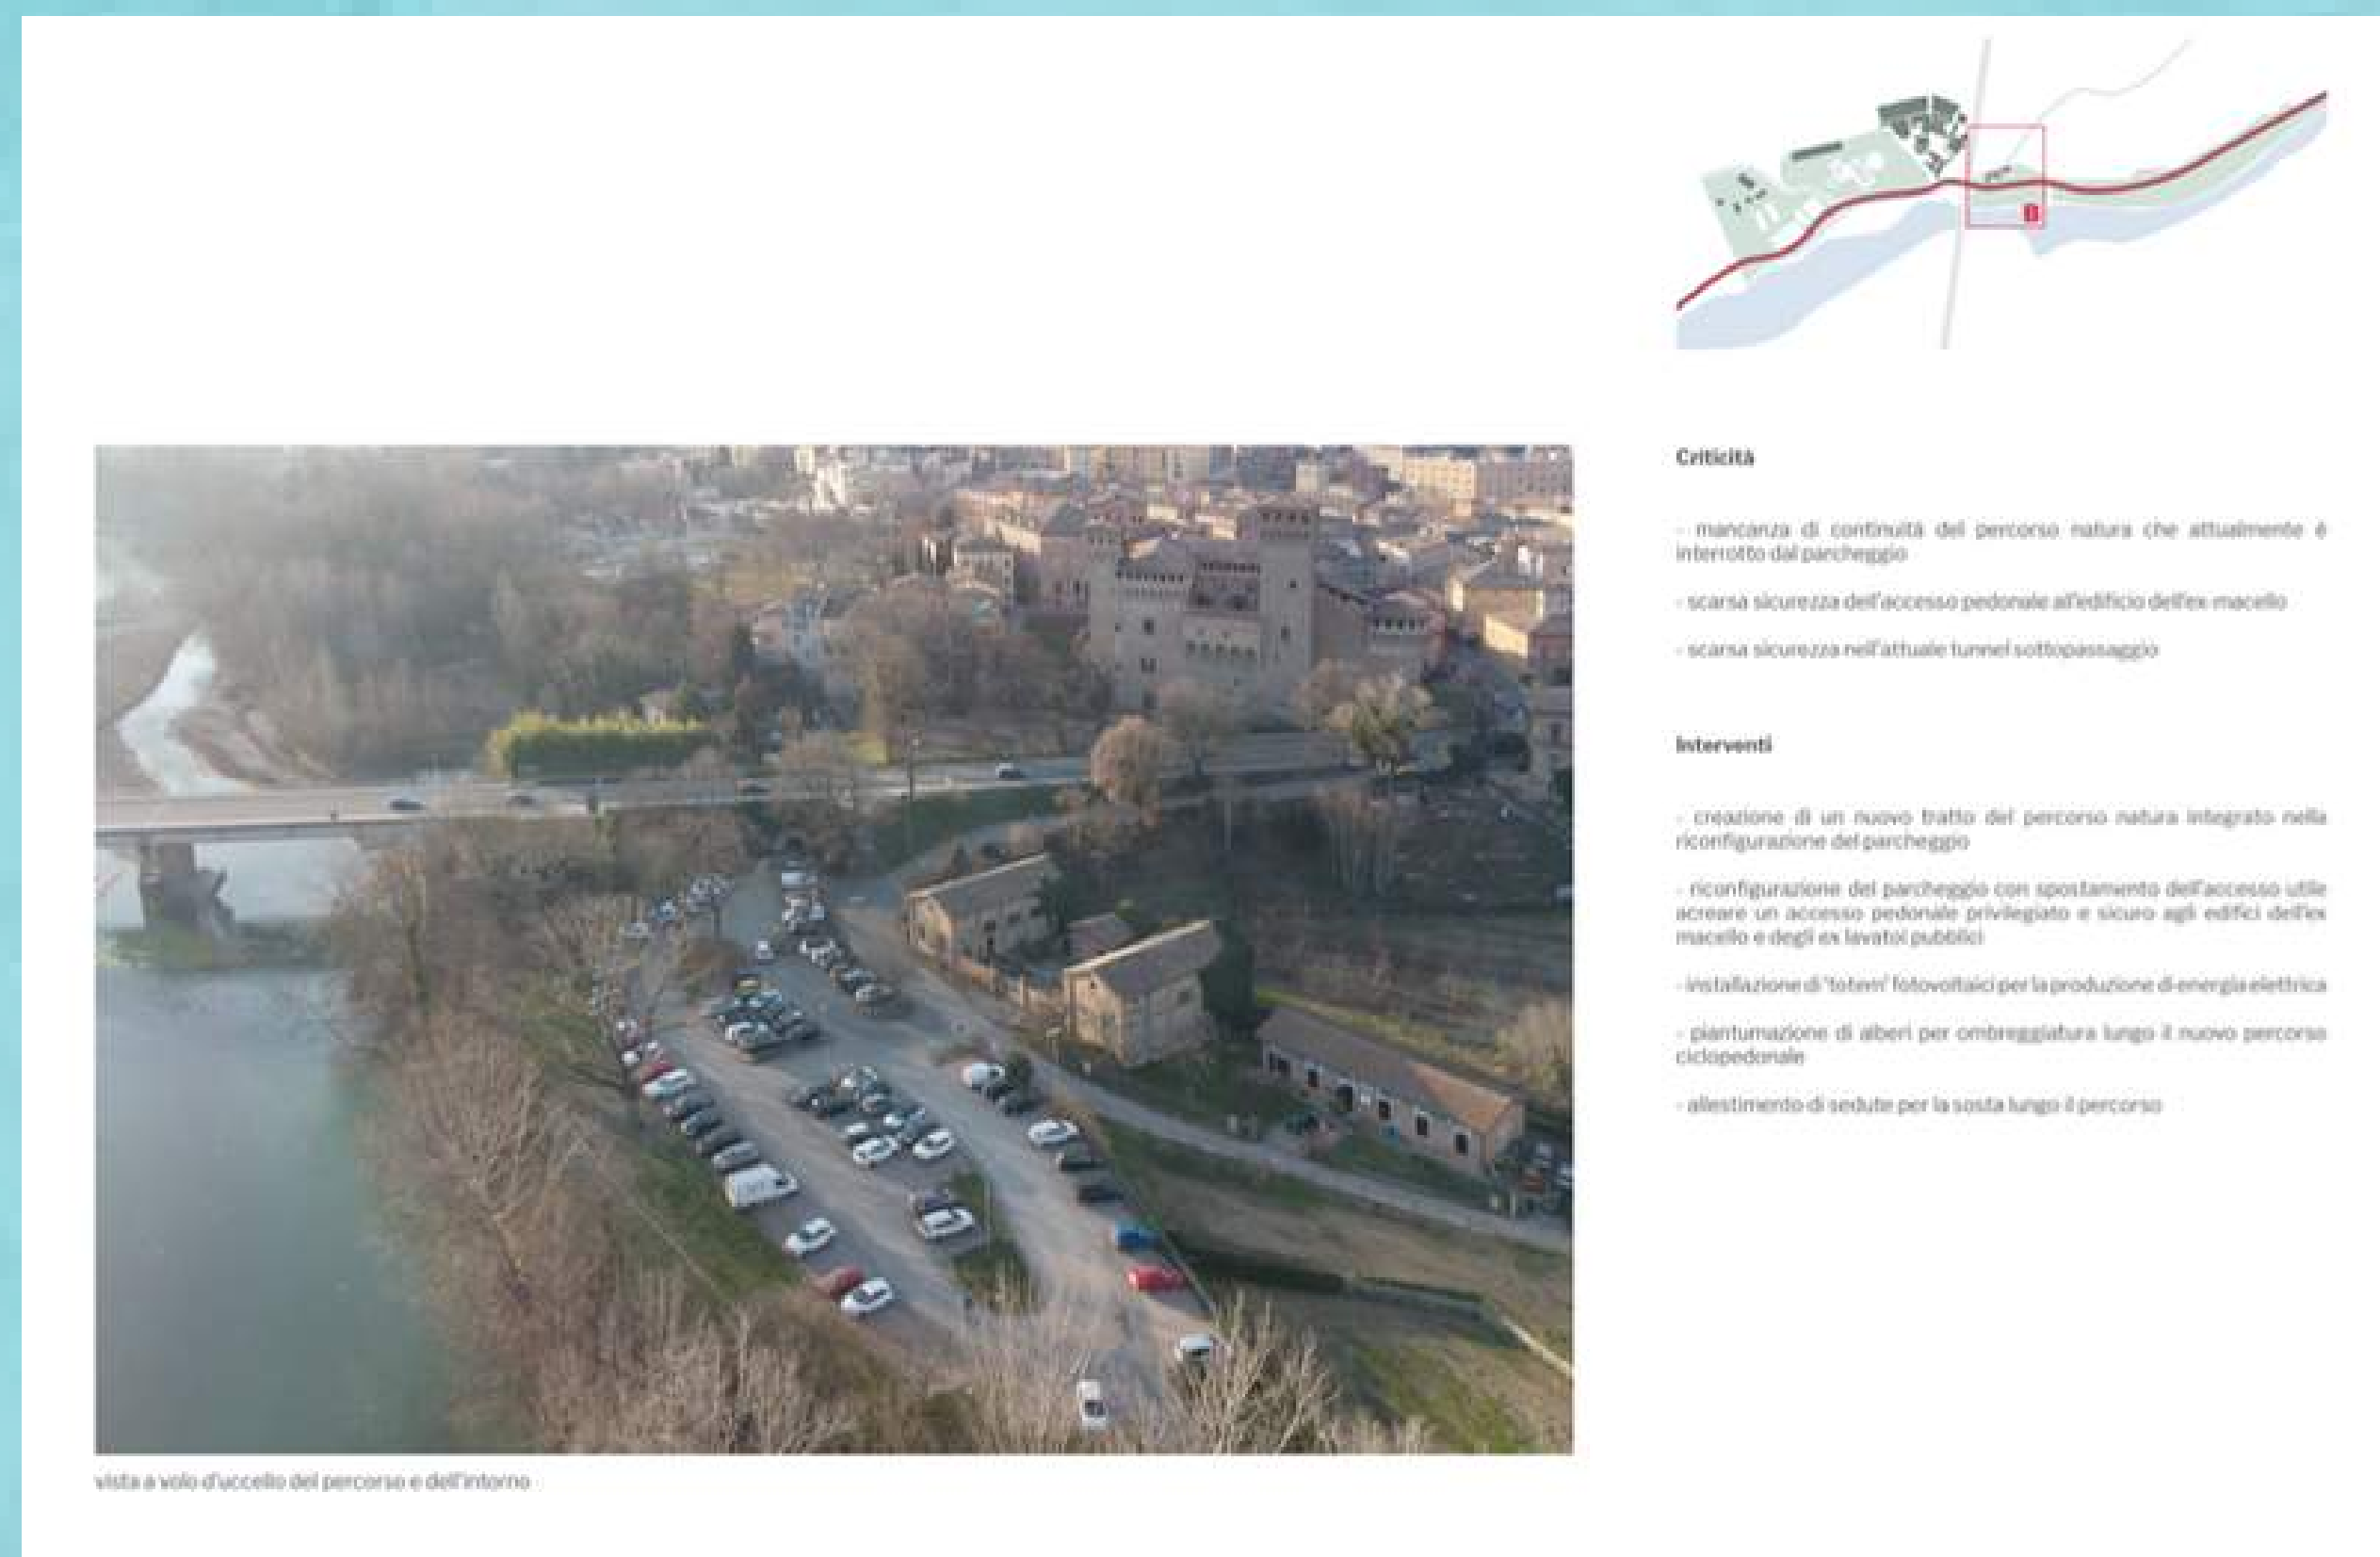 Criticità
- mancanza di continuità del percorso natura che attualmente è
interrotto dal parcheggio
- scarsa sicurezza dell'accesso pedonale all'edificio dell'ex macello
- scarsa sicurezza nell'attuale tunnel sottopassaggio
Interventi
- creazione di un nuovo tratto del percorso natura integrato nella
riconfigurazione del parcheggio
- riconfigurazione del parcheggio con spostamento dell'accesso utile
acreare un accesso pedonale privilegiato e sicuro agli edifici dell'ex
macello e degli ex lavatoi pubblici
- installazione di 'totem' fotovoltaici per la produzione di energia elettrica
- piantumazione di alberi per ombreggiatura lungo il nuovo percorso
ciclopedonale
- allestimento di sedute per la sosta lungo il percorso
vista a volo d'uccello del percorso e dell'intorno